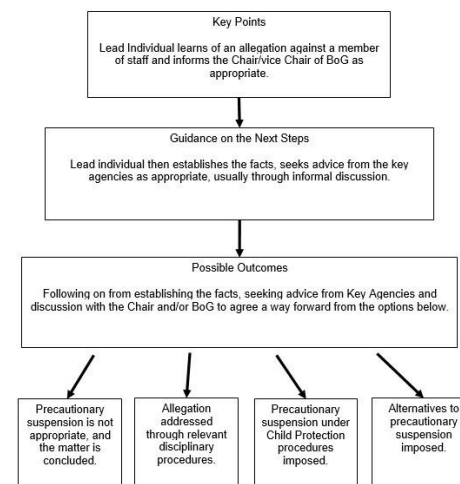 Key Points
Lead Individual learns of an allegation against a member
of staff and informs the Chair/vice Chair of BoG as
appropriate.
Guidance on the Next Steps
Lead individual then establishes the facts, seeks advice from the key
agencies as appropriate, usually through informal discussion.
Possible Outcomes
Following on from establishing the facts, seeking advice from Key Agencies and
discussion with the Chair and/or BoG to agree a way forward from the options below.
Precautionary
suspension is not
appropriate, and
the matter is
concluded.
Allegation
addressed
through relevant
disciplinary
procedures.
Precautionary
suspension under
Child Protection
procedures
imposed.
Alternatives to
precautionary
suspension
imposed.